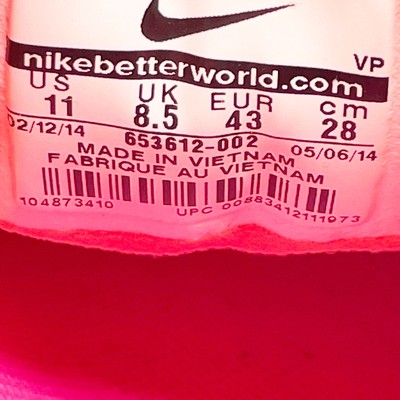 VP
nikebetterworld.com
US UK EUR cm
11 8.5 43 28
02/12/14 653612-002 05/06/14
MADE IN VIETNAM
FABRIQUE AU VIETNAM
104873410 UPC 00883412111973